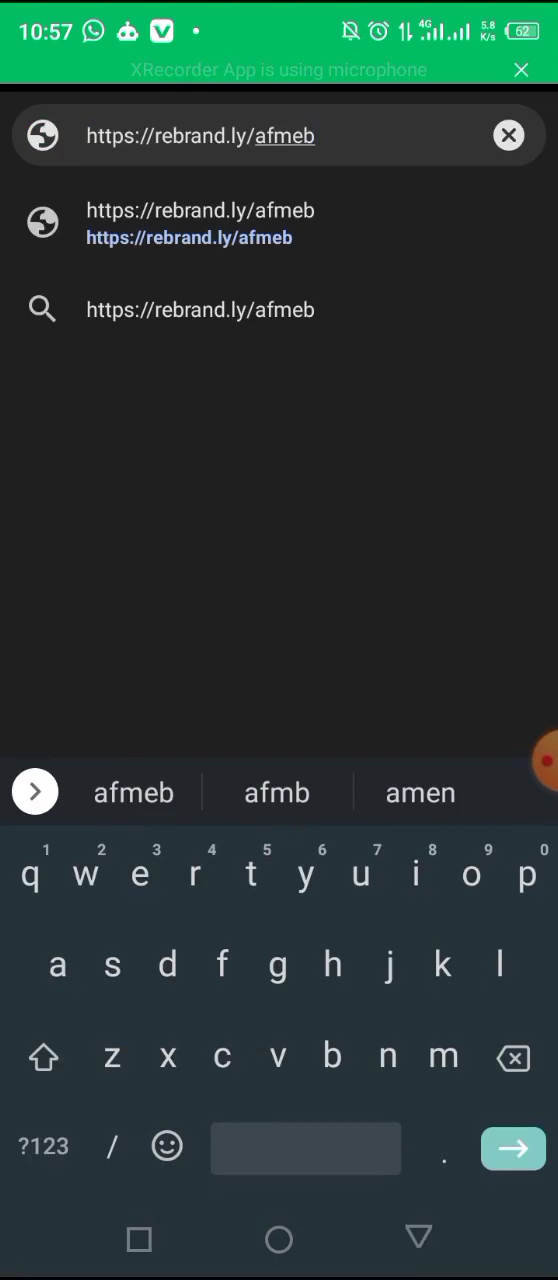 10:57 4G 5.8 K/s 62
XRecorder App is using microphone
https://rebrand.ly/afmeb
https://rebrand.ly/afmeb
https://rebrand.ly/afmeb
https://rebrand.ly/afmeb
afmeb afmb amen
1 2 3 4 5 6 7 8 9 0
q w e r t y u i o p
a s d f g h j k l
z x c v b n m
?123 / .